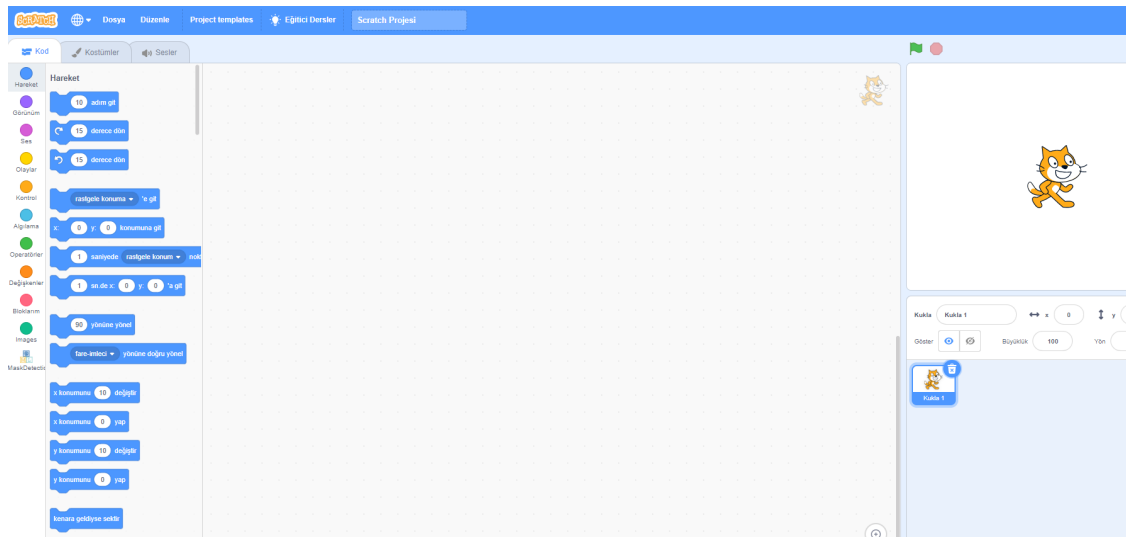 SCRATCH Dosya Düzenle Project templates Eğitici Dersler Scratch Projesi
Kod Kostümler Sesler
Hareket
Görünüm
Ses
Olaylar
Kontrol
Algılama
Operatörler
Değişkenler
Bloklarım
Images
MaskDetectio
Hareket
10 adım git
15 derece dön
15 derece dön
rastgele konuma 'e git
x: 0 y: 0 konumuna git
1 saniyede rastgele konum nokt
1 sn.de x: 0 y: 0 'a git
90 yönüne yönel
fare-imleci yönüne doğru yönel
x konumunu 10 değiştir
x konumunu 0 yap
y konumunu 10 değiştir
y konumunu 0 yap
kenara geldiyse sektir
Kukla Kukla 1 x 0 y
Göster Büyüklük 100 Yön
Kukla 1